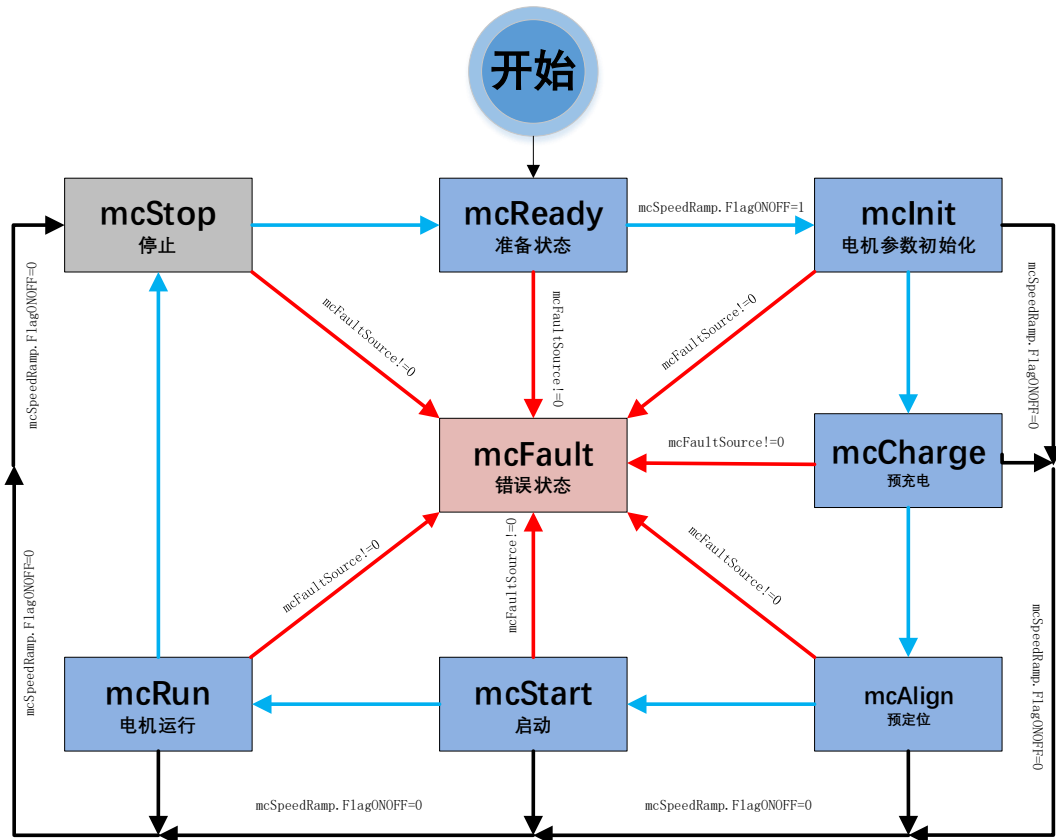 开始
mcStop
停止
mcReady
准备状态
mcSpeedRamp.FlagONOFF=1
mcInit
电机参数初始化
mcSpeedRamp.FlagONOFF=0
mcFaultSource!=0
mcFaultSource!=0
mcFaultSource!=0
mcSpeedRamp.FlagONOFF=0
mcFault
错误状态
mcFaultSource!=0
mcCharge
预充电
mcSpeedRamp.FlagONOFF=0
mcFaultSource!=0
mcFaultSource!=0
mcFaultSource!=0
mcSpeedRamp.FlagONOFF=0
mcRun
电机运行
mcStart
启动
mcAlign
预定位
mcSpeedRamp.FlagONOFF=0
mcSpeedRamp.FlagONOFF=0